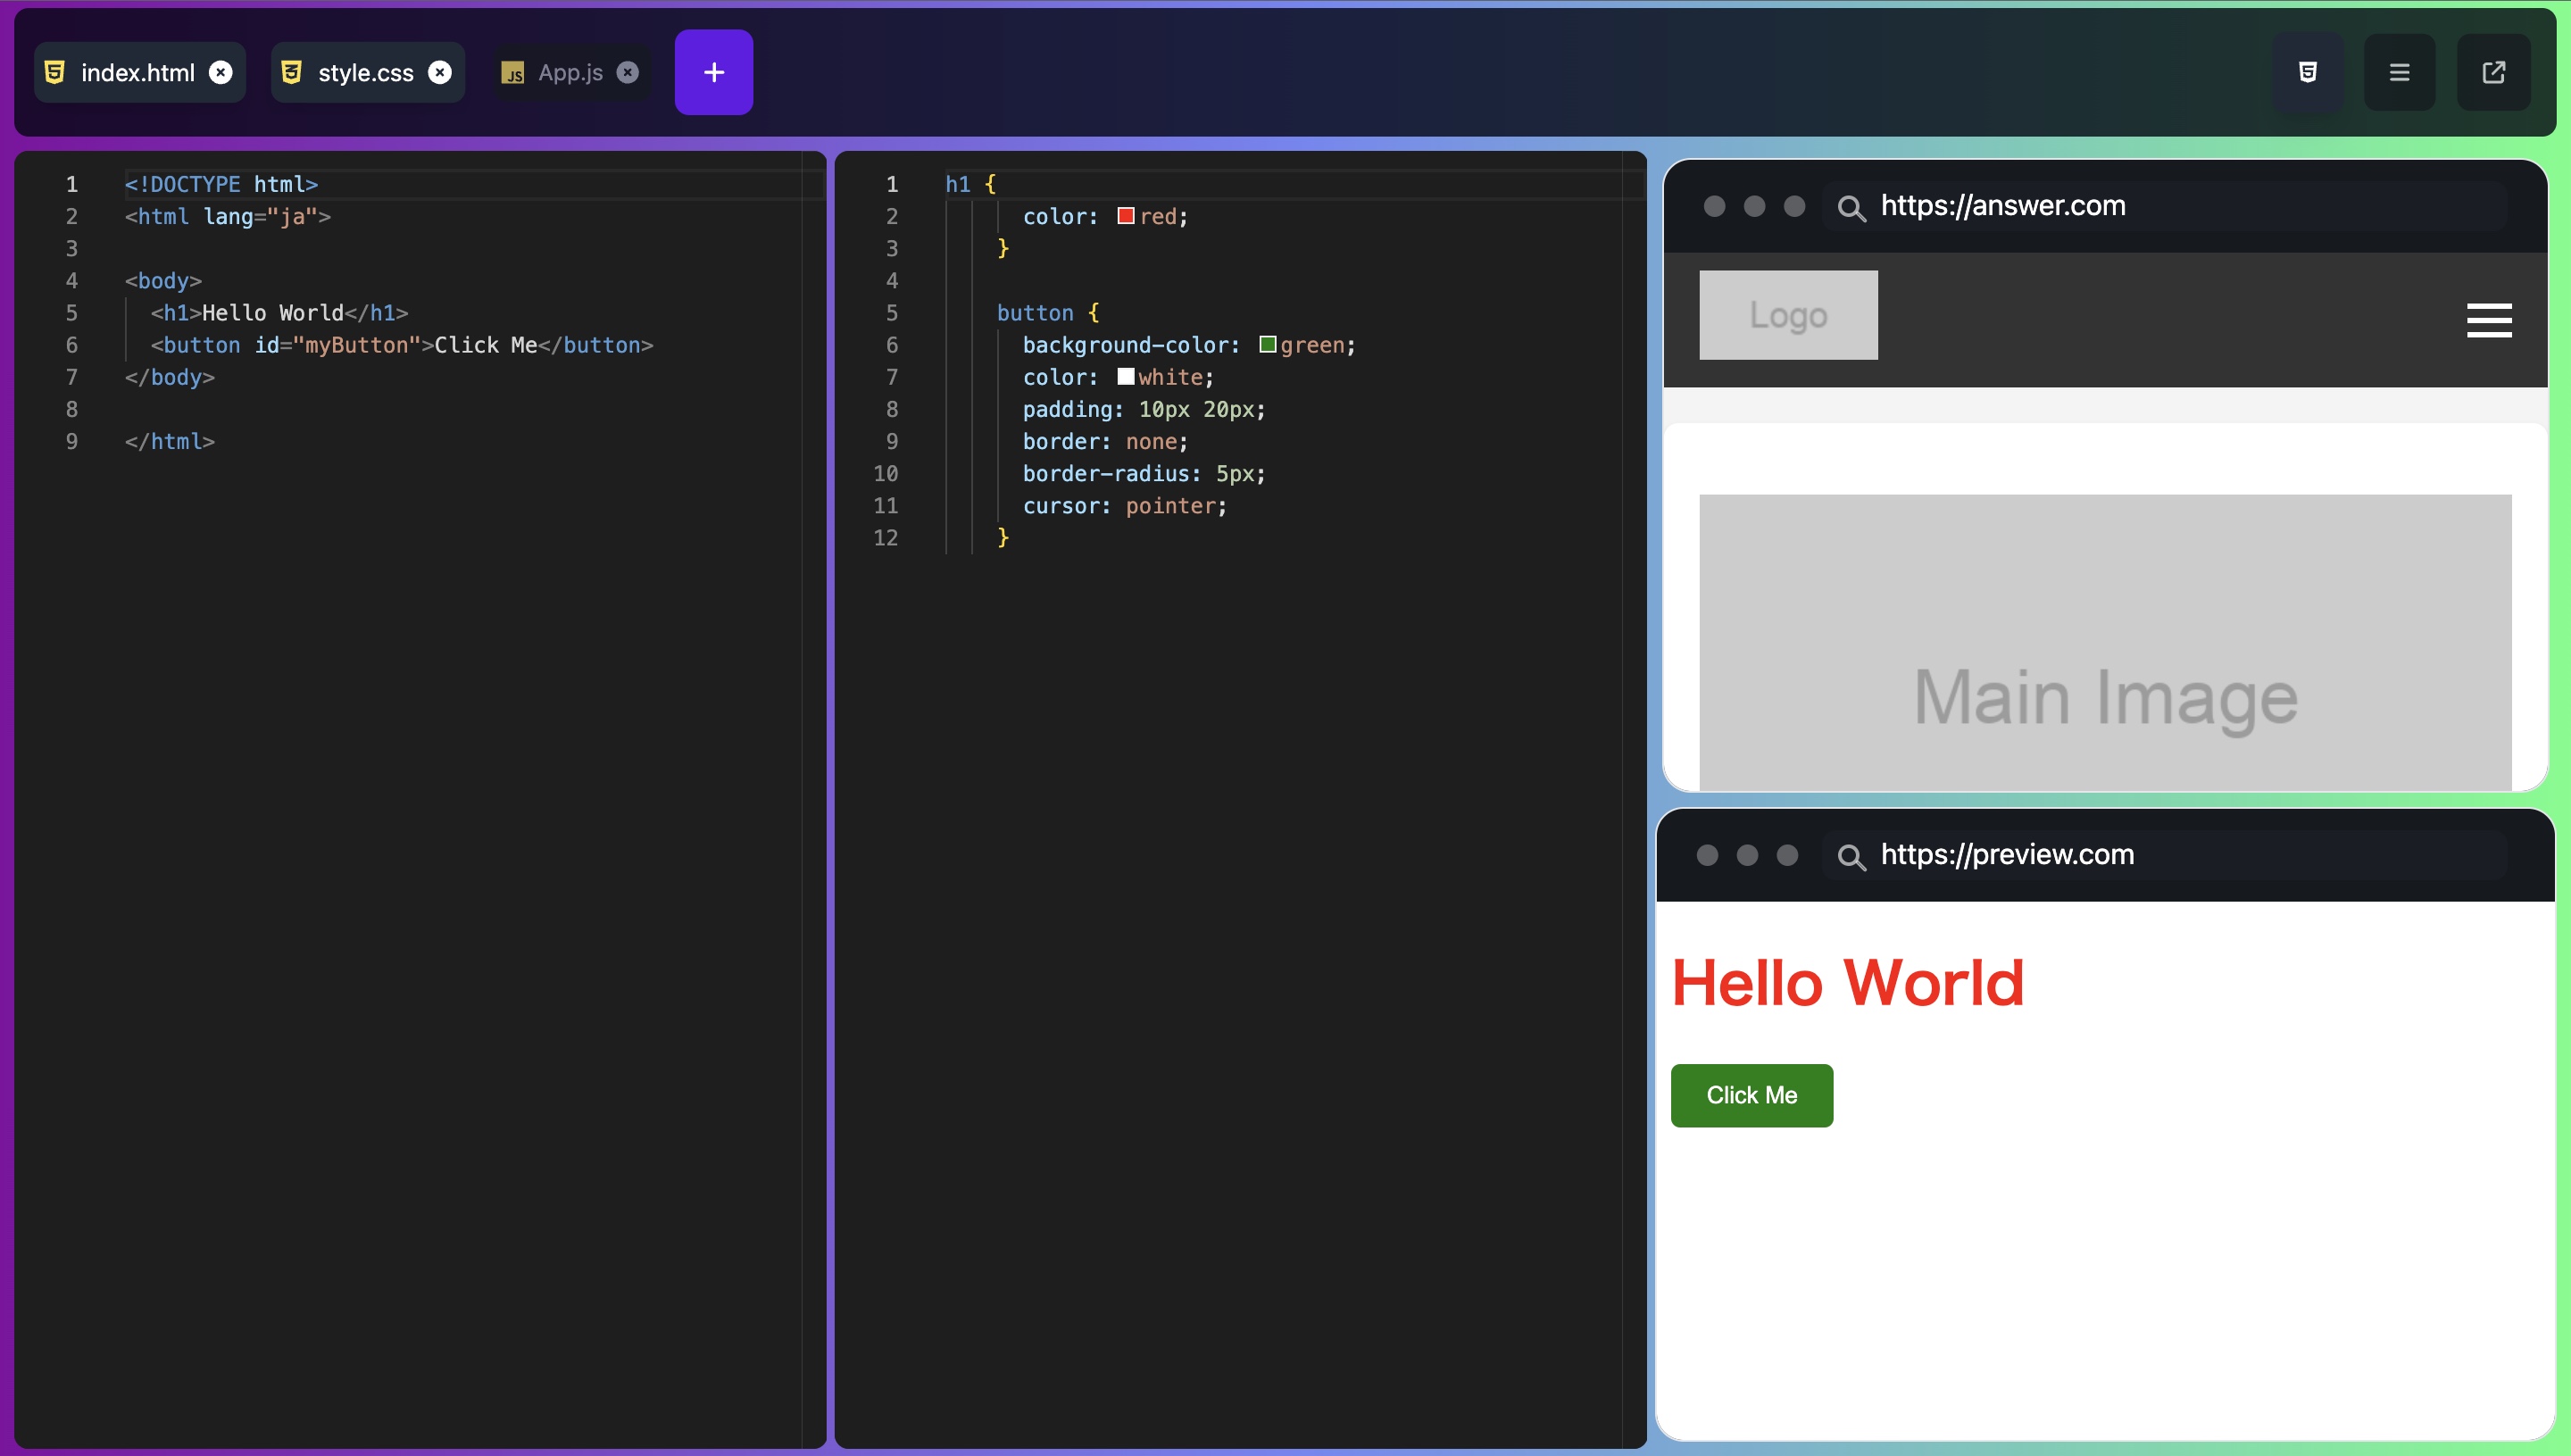 index.html
style.css
JS App.js
+
1 <!DOCTYPE html>
2 <html lang="ja">
3
4 <body>
5 <h1>Hello World</h1>
6 <button id="myButton">Click Me</button>
7 </body>
8
9 </html>
1 h1 {
2 color: red;
3 }
4
5 button {
6 background-color: green;
7 color: white;
8 padding: 10px 20px;
9 border: none;
10 border-radius: 5px;
11 cursor: pointer;
12 }
https://answer.com
Logo
Main Image
https://preview.com
Hello World
Click Me